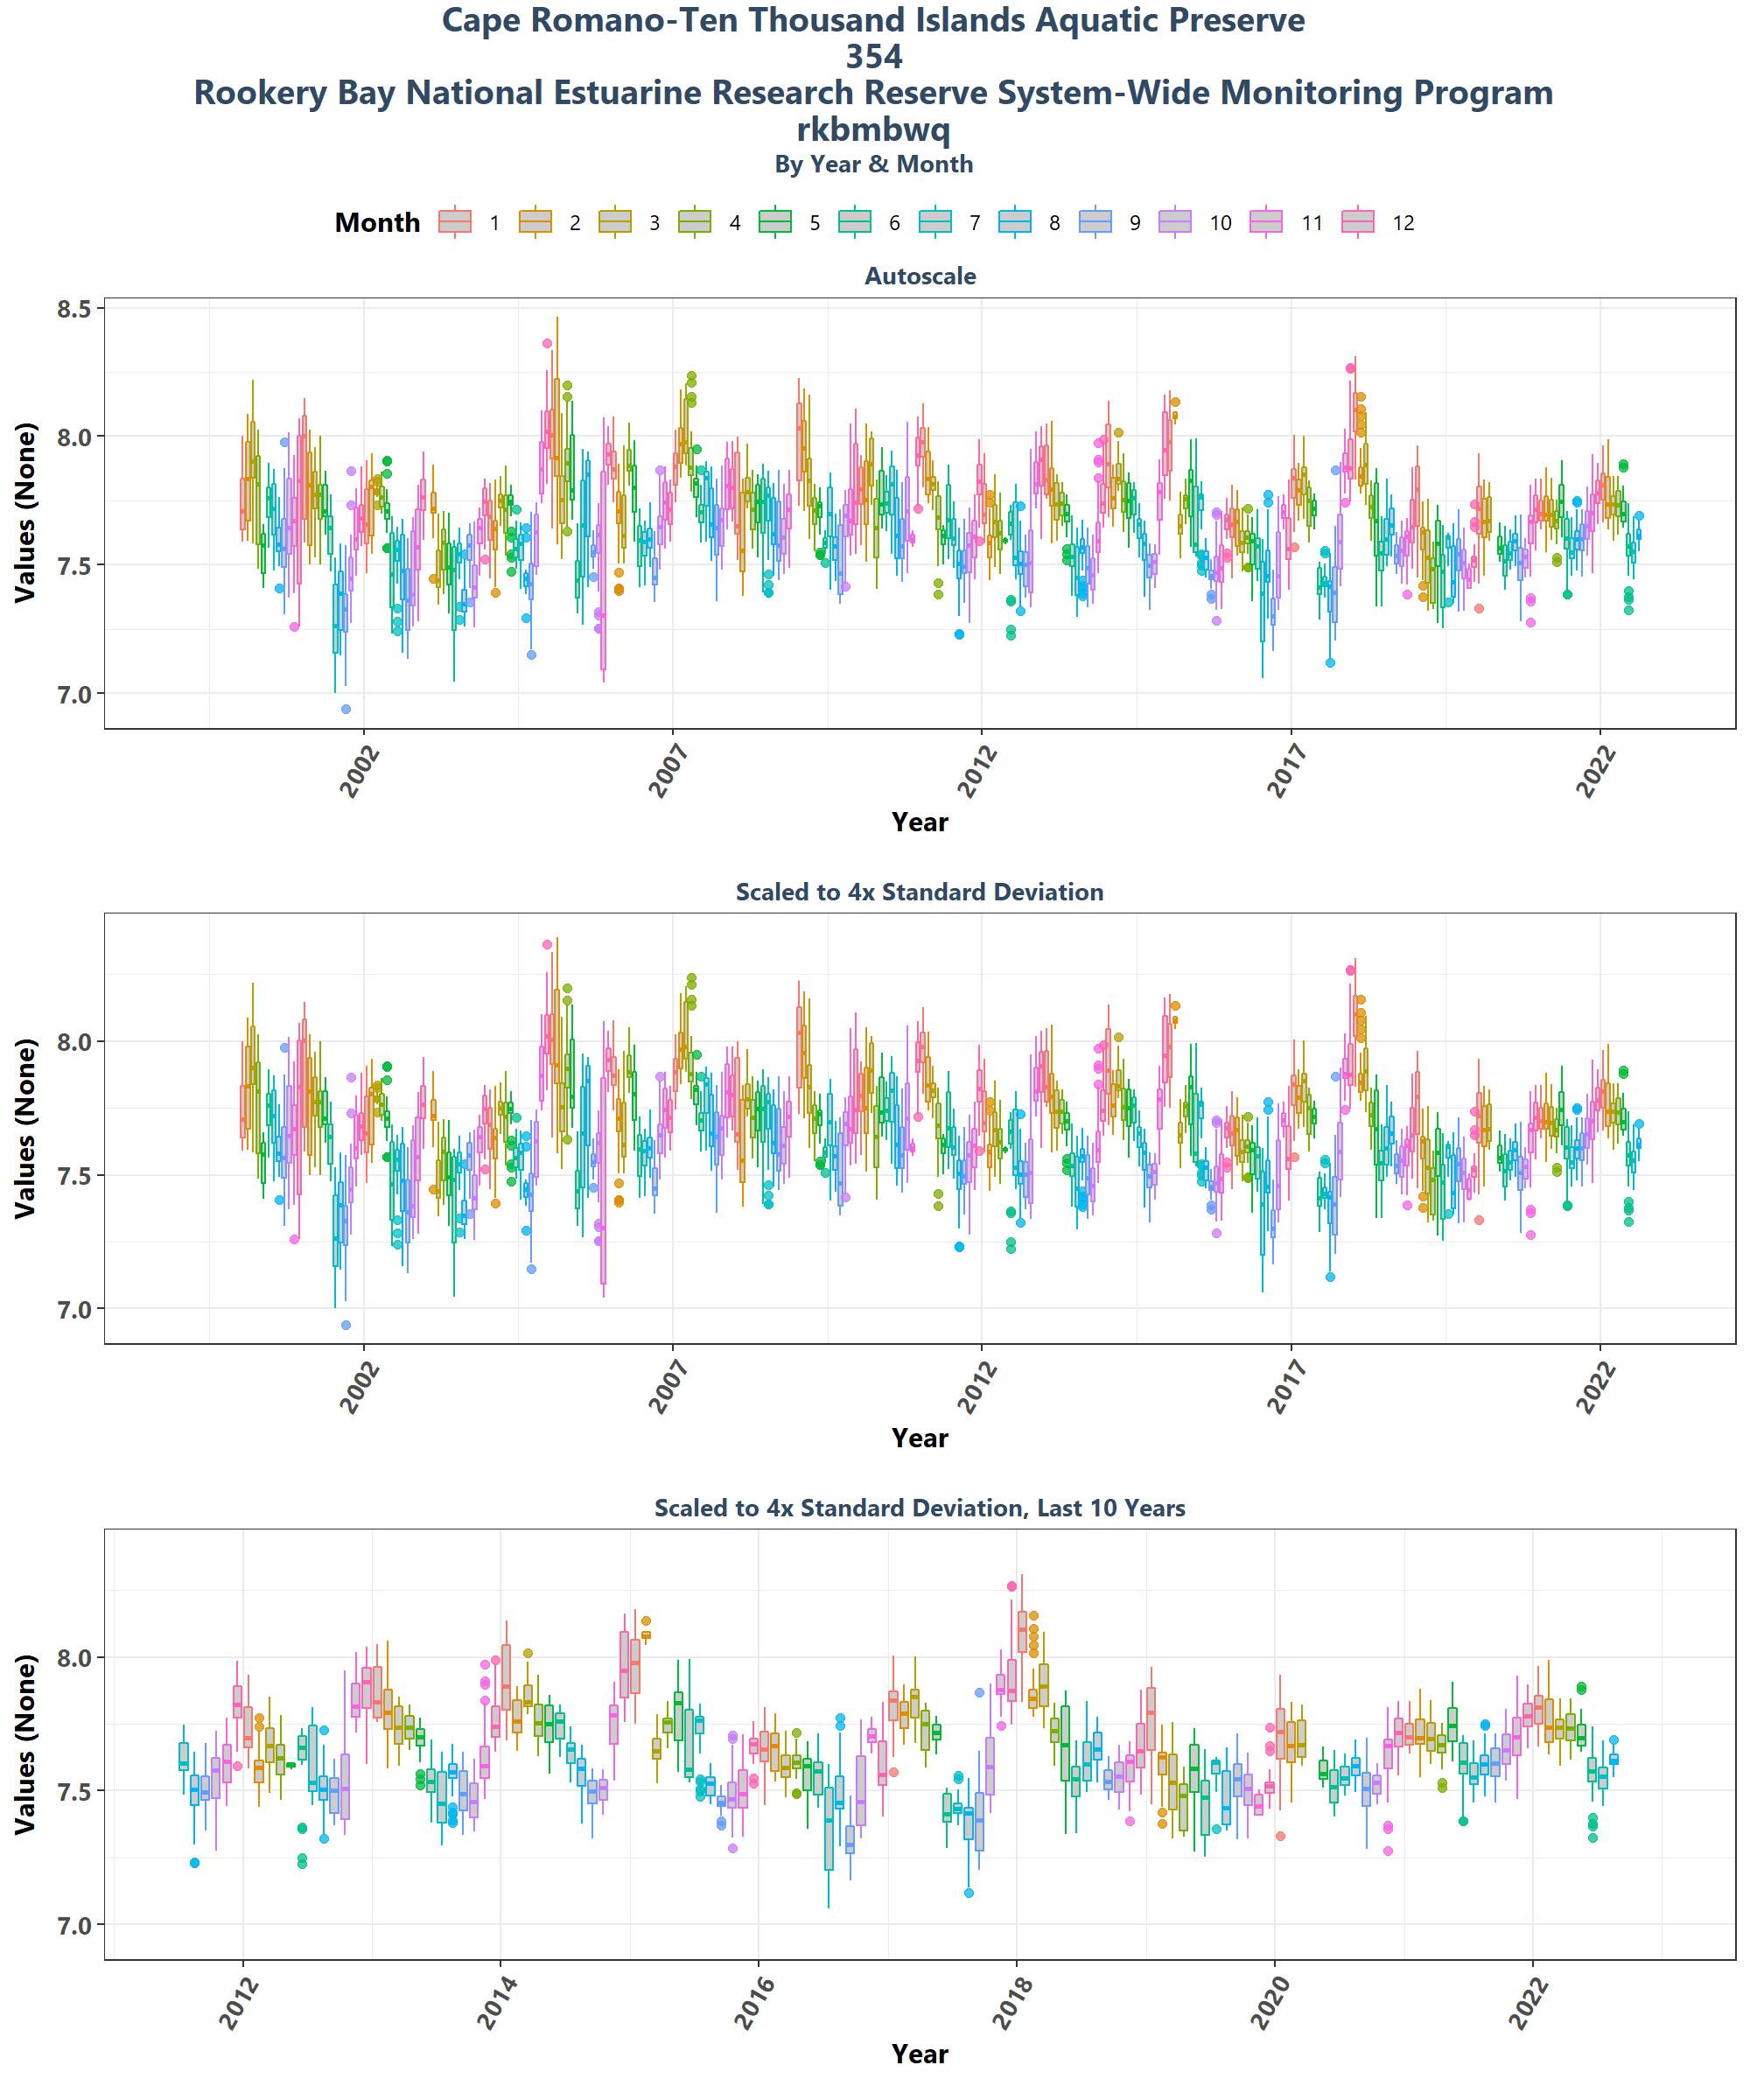 Cape Romano-Ten Thousand Islands Aquatic Preserve
354
Rookery Bay National Estuarine Research Reserve System-Wide Monitoring Program
rkbmbwq
By Year & Month
Month 1 2 3 4 5 6 7 8 9 10 11 12
Autoscale
Values (None)
8.5
8.0
7.5
7.0
2002 2007 2012 2017 2022
Year
Scaled to 4x Standard Deviation
Values (None)
8.0
7.5
7.0
2002 2007 2012 2017 2022
Year
Scaled to 4x Standard Deviation, Last 10 Years
Values (None)
8.0
7.5
7.0
2012 2014 2016 2018 2020 2022
Year